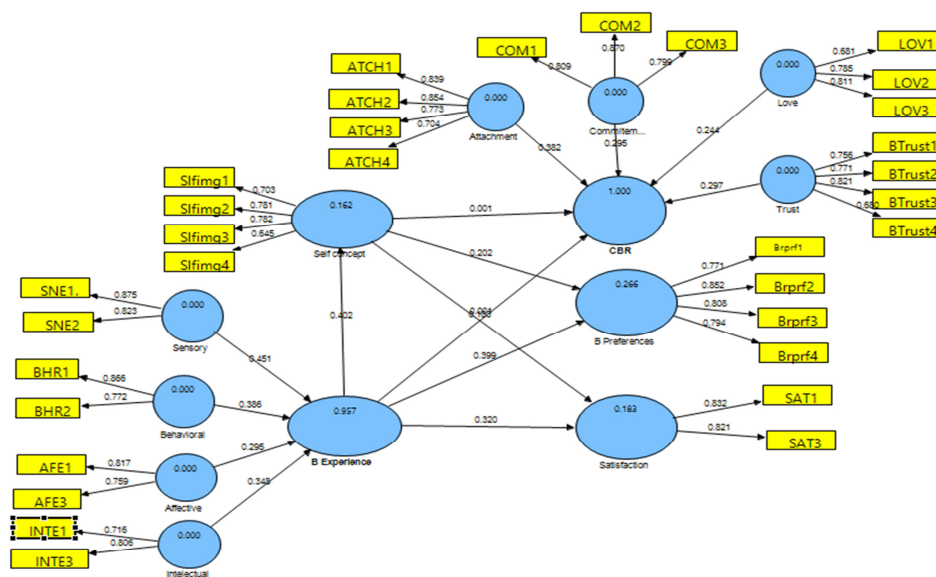 COM2
COM1
COM3
0.870
0.809
0.799
LOV1
0.681
0.785
LOV2
0.811
LOV3
0.000
Love
ATCH1
0.839
ATCH2
0.854
ATCH3
0.773
ATCH4
0.704
0.000
Attachment
0.000
Commitem...
0.295
0.382
0.244
BTrust1
0.756
BTrust2
0.771
BTrust3
0.821
BTrust4
0.680
0.000
Trust
0.297
Slfimg1
0.703
Slfimg2
0.781
Slfimg3
0.782
Slfimg4
0.645
0.162
Self concept
0.001
1.000
CBR
0.202
Brprf1
0.771
Brprf2
0.852
Brprf3
0.808
Brprf4
0.794
0.266
B Preferences
SNE1.
0.875
SNE2
0.823
0.000
Sensory
0.402
0.451
0.399
BHR1
0.866
BHR2
0.772
0.000
Behavioral
0.386
0.957
B Experience
0.320
0.183
Satisfaction
SAT1
0.832
0.821
SAT3
AFE1
0.817
AFE3
0.759
0.000
Affective
0.295
0.348
INTE1
0.716
INTE3
0.806
0.000
Intelectual